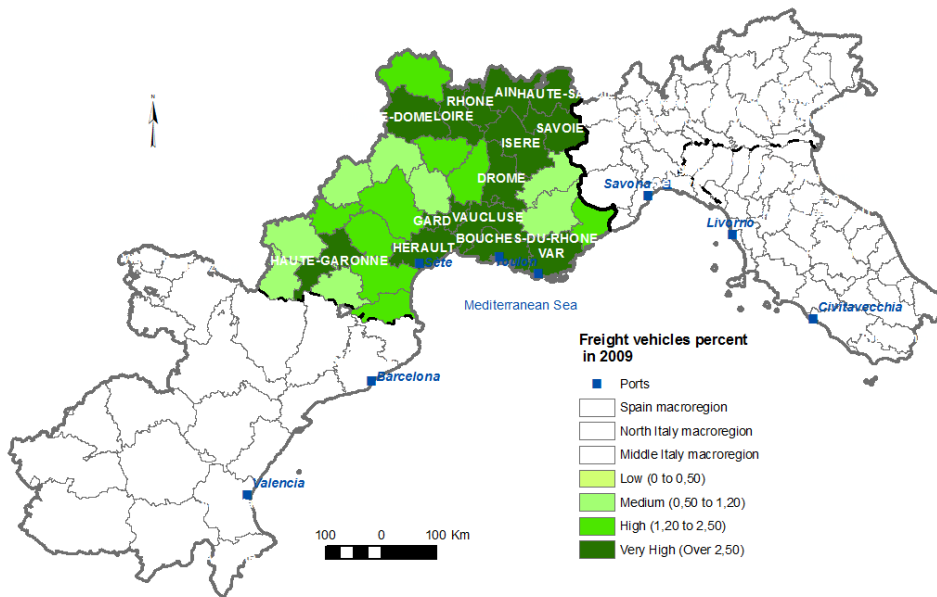 N
RHONE
AIN
HAUTE-SA
E-DOME
LOIRE
SAVOIE
ISERE
DROME
GARD
VAUCLUSE
BOUCHES-DU-RHÔNE
HERAULT
VAR
HAUTE-GARONNE
Savona
Livorno
Civitavecchia
Sete
Toulon
Mediterranean Sea
Barcelona
Valencia
Freight vehicles percent
in 2009
Ports
Spain macroregion
North Italy macroregion
Middle Italy macroregion
Low (0 to 0,50)
Medium (0,50 to 1,20)
High (1,20 to 2,50)
Very High (Over 2,50)
100 0 100 Km